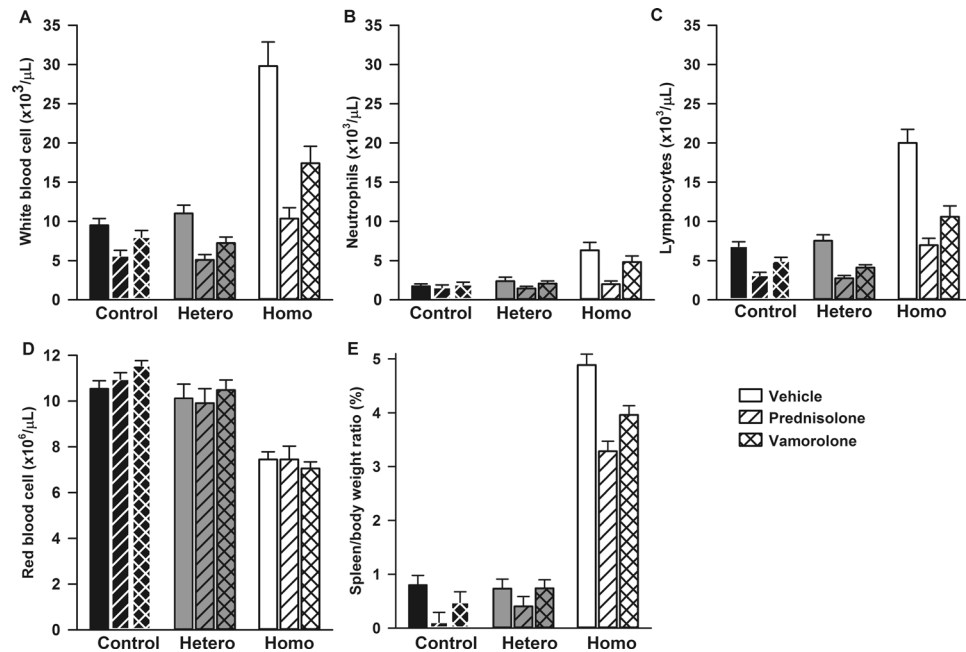 A
White blood cell (x10³/µL)
35
30
25
20
15
10
5
0
Control Hetero Homo
B
Neutrophils (x10³/µL)
35
30
25
20
15
10
5
0
Control Hetero Homo
C
Lymphocytes (x10³/µL)
35
30
25
20
15
10
5
0
Control Hetero Homo
D
Red blood cell (x10⁶/µL)
12
10
8
6
4
2
0
Control Hetero Homo
E
Spleen/body weight ratio (%)
5
4
3
2
1
0
Control Hetero Homo
Vehicle
Prednisolone
Vamorolone